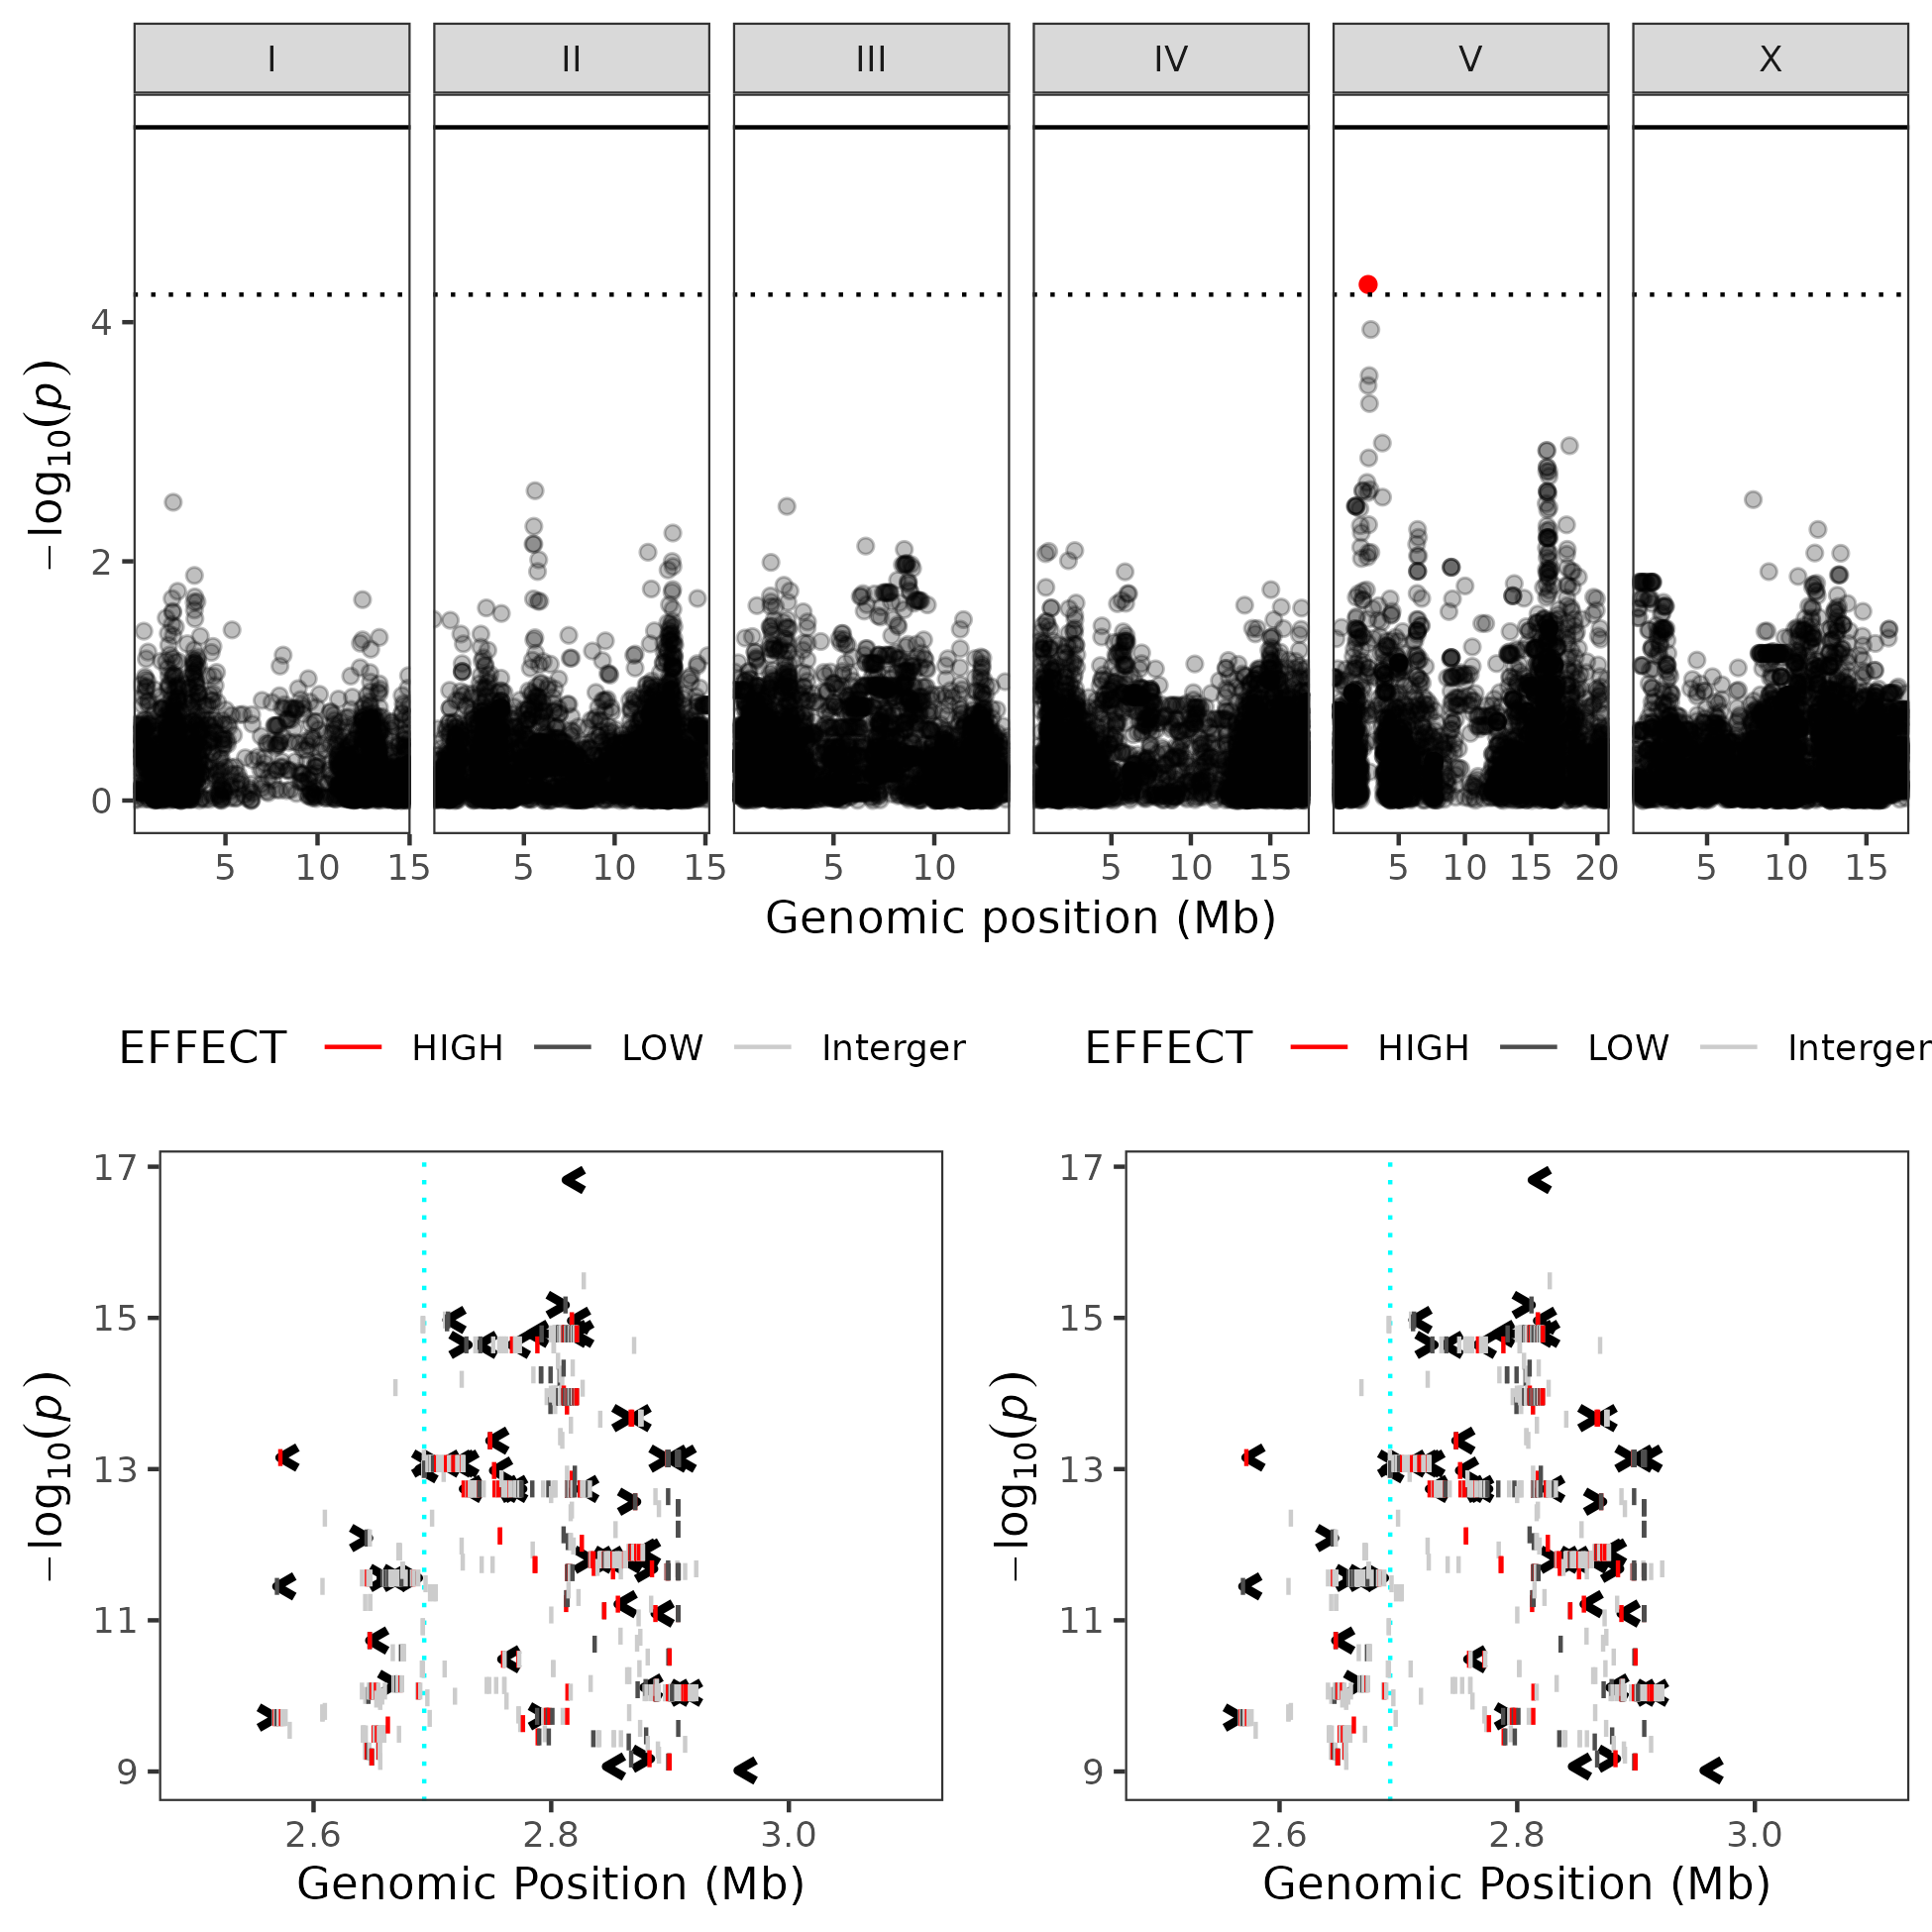 I II III IV V X
4
2
0
−log10(p)
5 10 15 5 10 15 5 10 5 10 15 5 10 15 20 5 10 15
Genomic position (Mb)
EFFECT HIGH LOW Interger
EFFECT HIGH LOW Interger
17
15
13
11
9
−log10(p)
2.6 2.8 3.0
Genomic Position (Mb)
17
15
13
11
9
−log10(p)
2.6 2.8 3.0
Genomic Position (Mb)